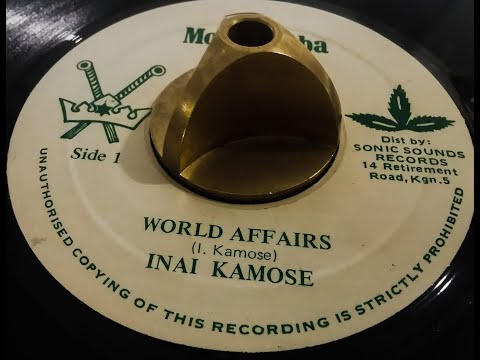 Side 1
Dist by:
SONIC SOUNDS
RECORDS
14 Retirement
Road, Kgn.5
WORLD AFFAIRS
(I. Kamose)
INAI KAMOSE
UNAUTHORISED COPYING OF THIS RECORDING IS STRICTLY PROHIBITED